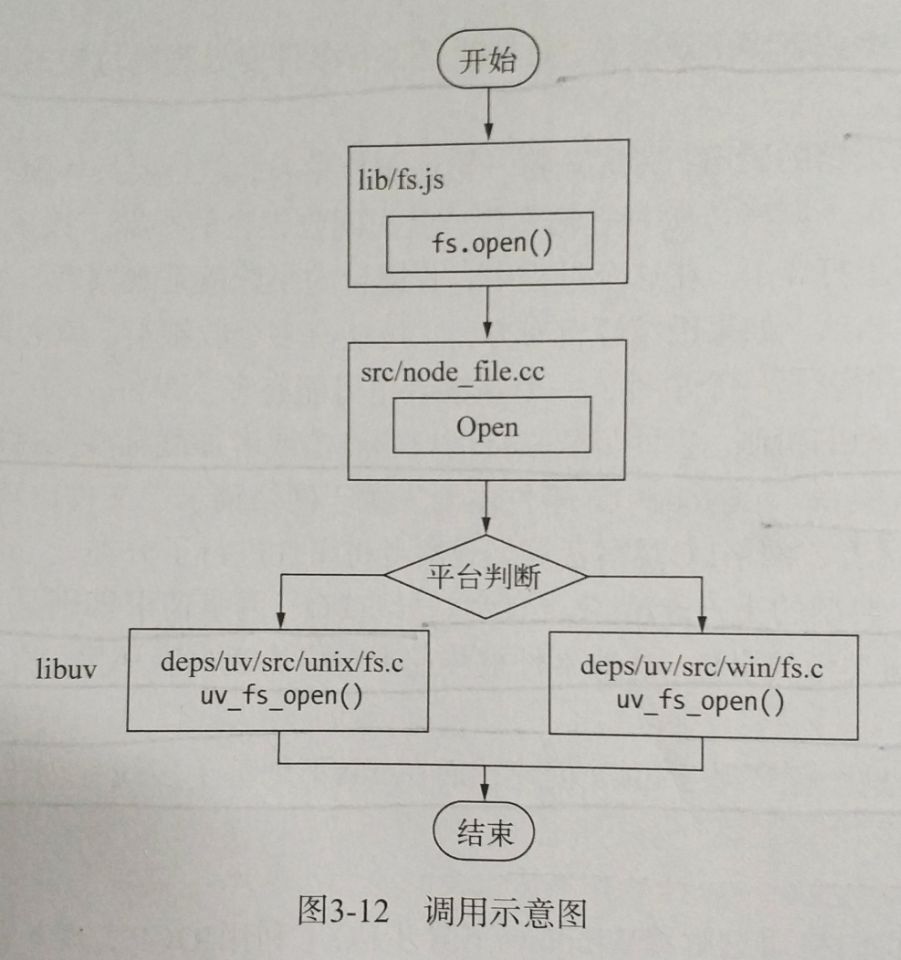 开始
lib/fs.js
fs.open()
src/node_file.cc
Open
平台判断
libuv
deps/uv/src/unix/fs.c
uv_fs_open()
deps/uv/src/win/fs.c
uv_fs_open()
结束
图3-12 调用示意图